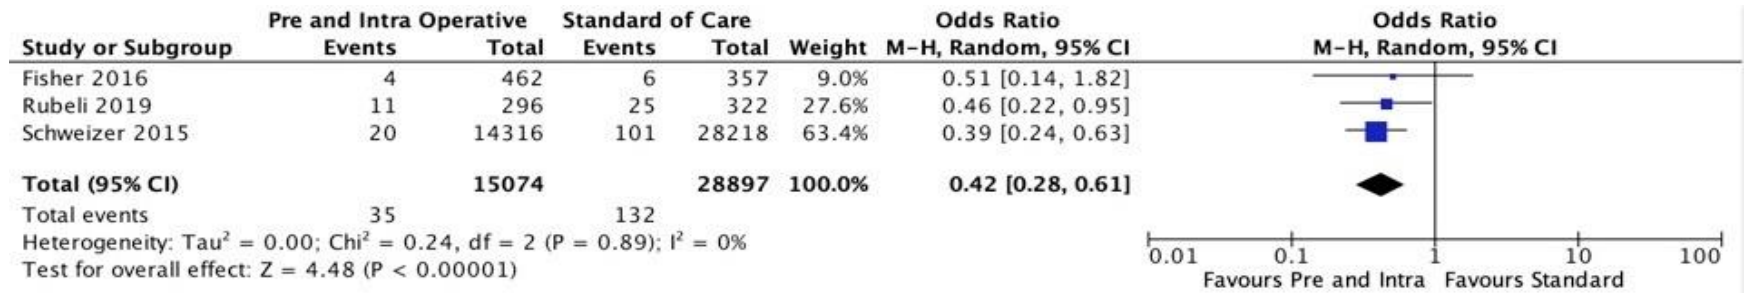 Pre and Intra Operative Standard of Care Odds Ratio Odds Ratio
Study or Subgroup Events Total Events Total Weight M-H, Random, 95% CI M-H, Random, 95% CI
Fisher 2016 4 462 6 357 9.0% 0.51 [0.14, 1.82]
Rubeli 2019 11 296 25 322 27.6% 0.46 [0.22, 0.95]
Schweizer 2015 20 14316 101 28218 63.4% 0.39 [0.24, 0.63]
Total (95% CI) 15074 28897 100.0% 0.42 [0.28, 0.61]
Total events 35 132
Heterogeneity: Tau² = 0.00; Chi² = 0.24, df = 2 (P = 0.89); I² = 0%
Test for overall effect: Z = 4.48 (P < 0.00001)
0.01 0.1 1 10 100
Favours Pre and Intra Favours Standard